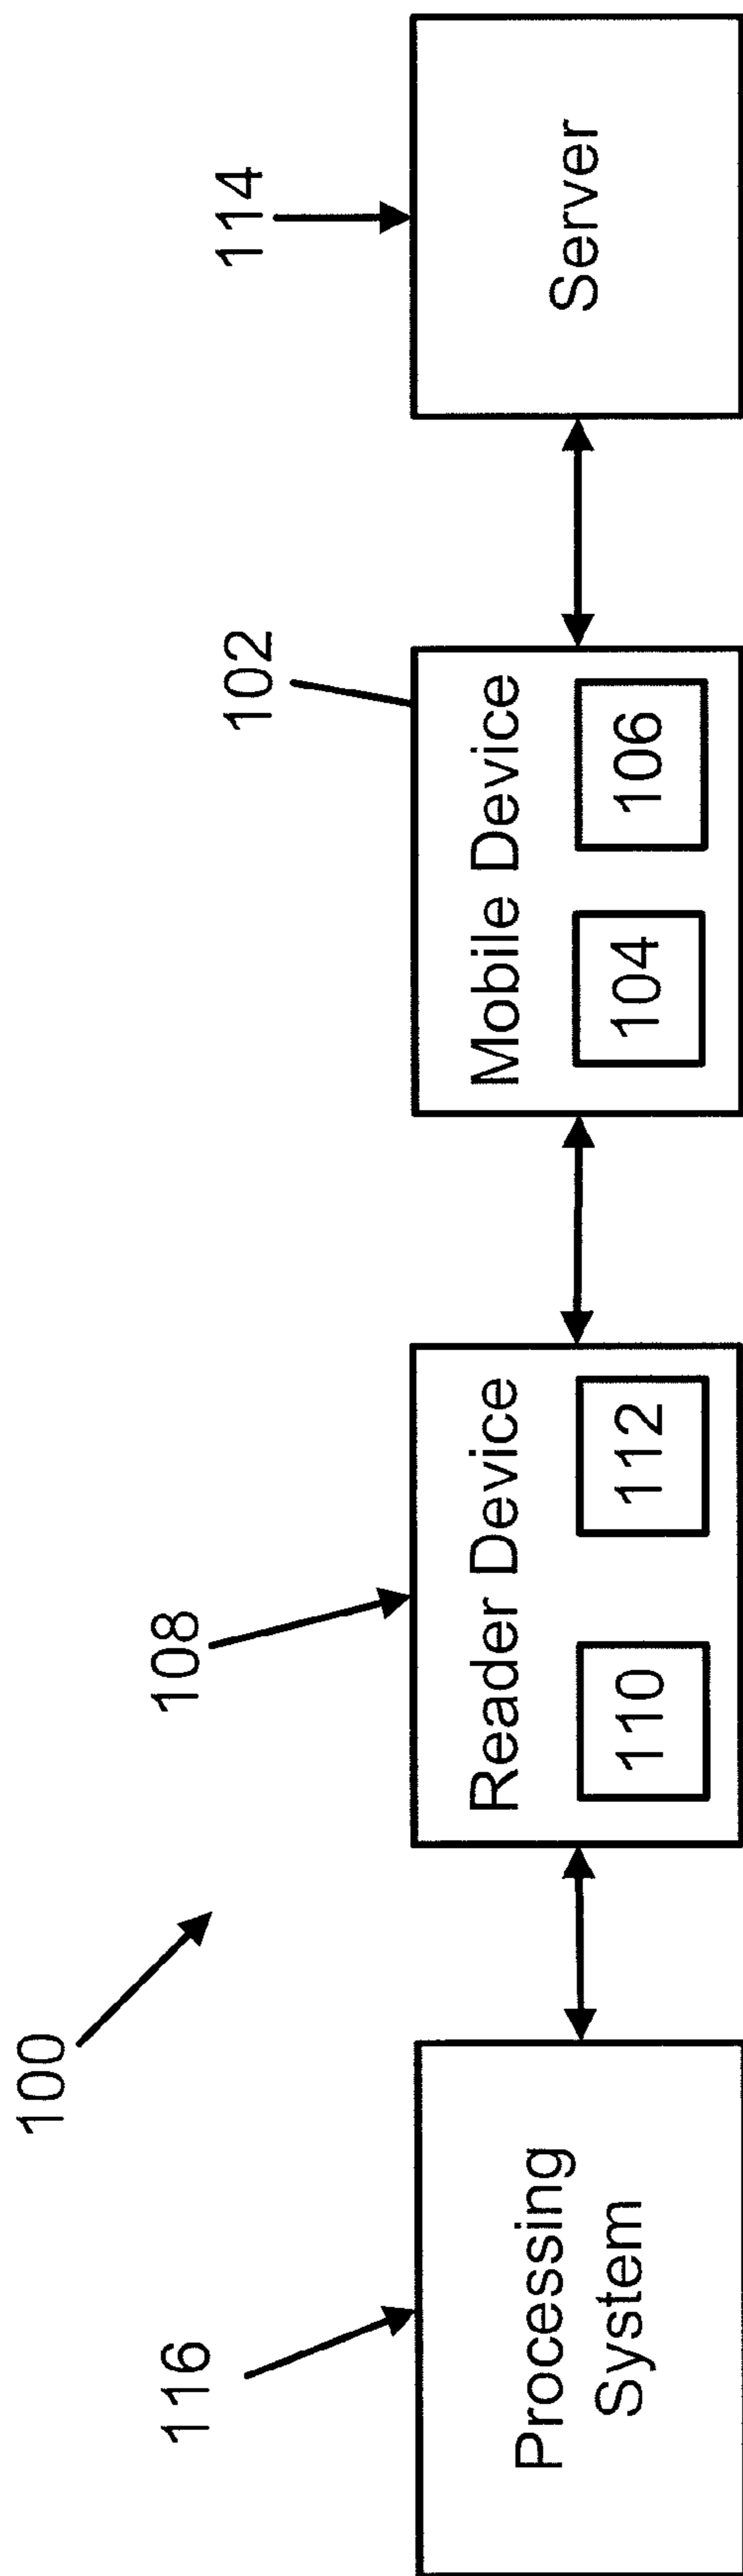 100
116
108
102
114
Processing
System
Reader Device
110
112
Mobile Device
104
106
Server